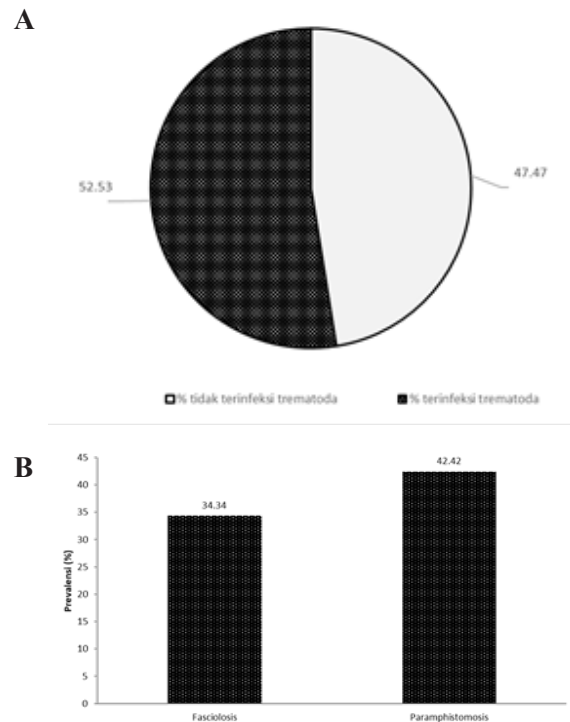 A
52.53
47.47
% tidak terinfeksi trematoda % terinfeksi trematoda
B
Prevalensi (%)
45
40
35
30
25
20
15
10
5
0
34.34
42.42
Fasciolosis Paramphistomosis